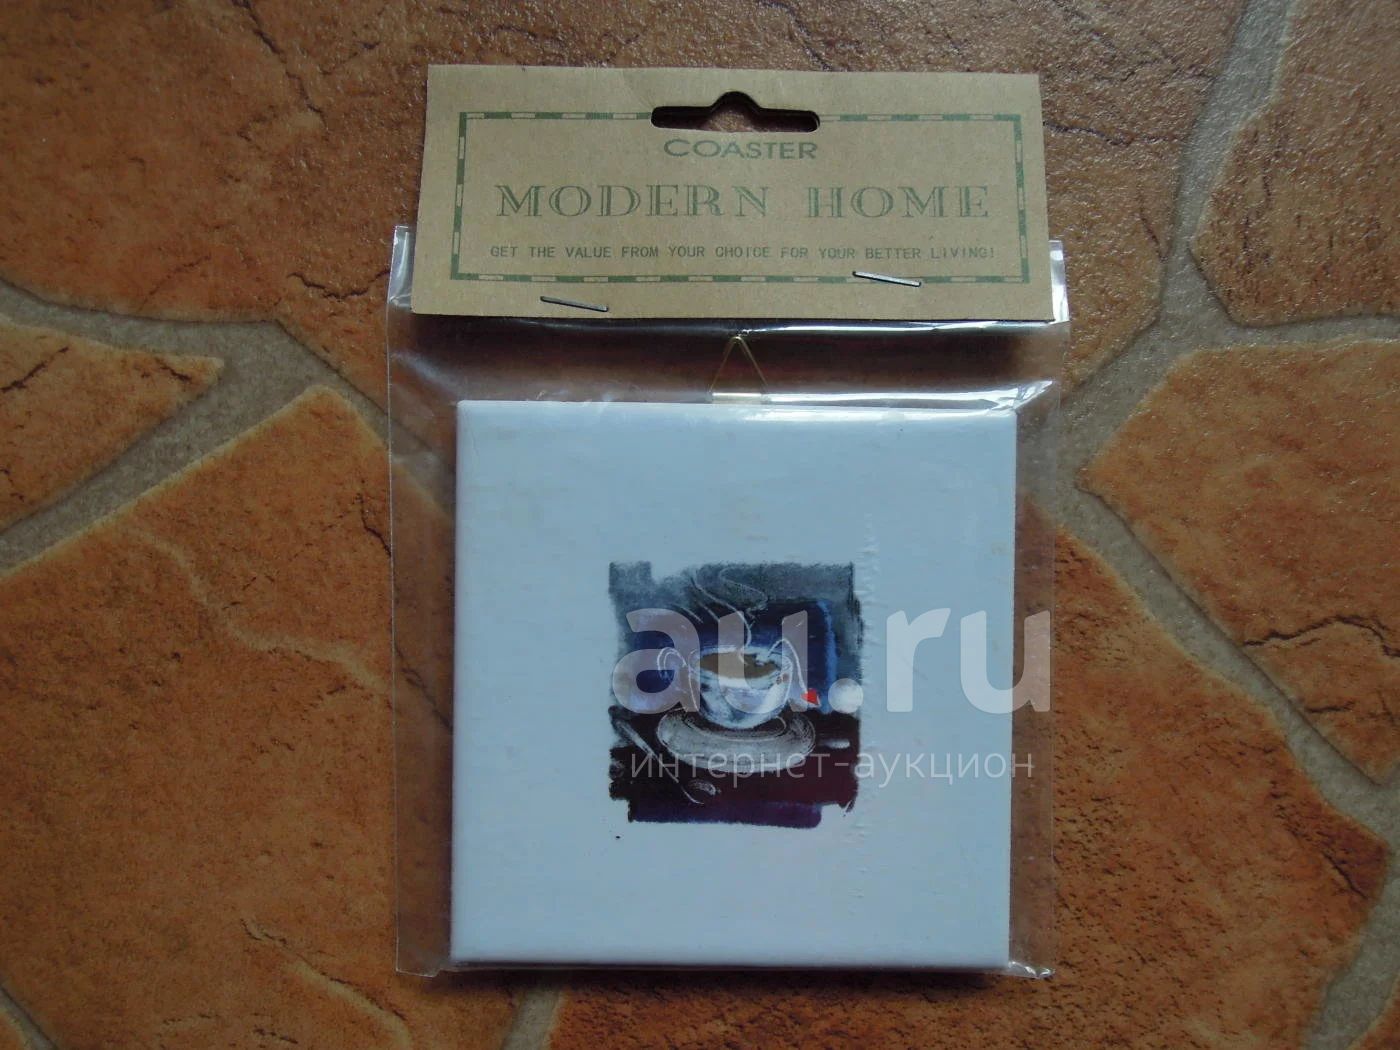 COASTER
MODERN HOME
GET THE VALUE FROM YOUR CHOICE FOR YOUR BETTER LIVING!
au.ru
интернет-аукцион